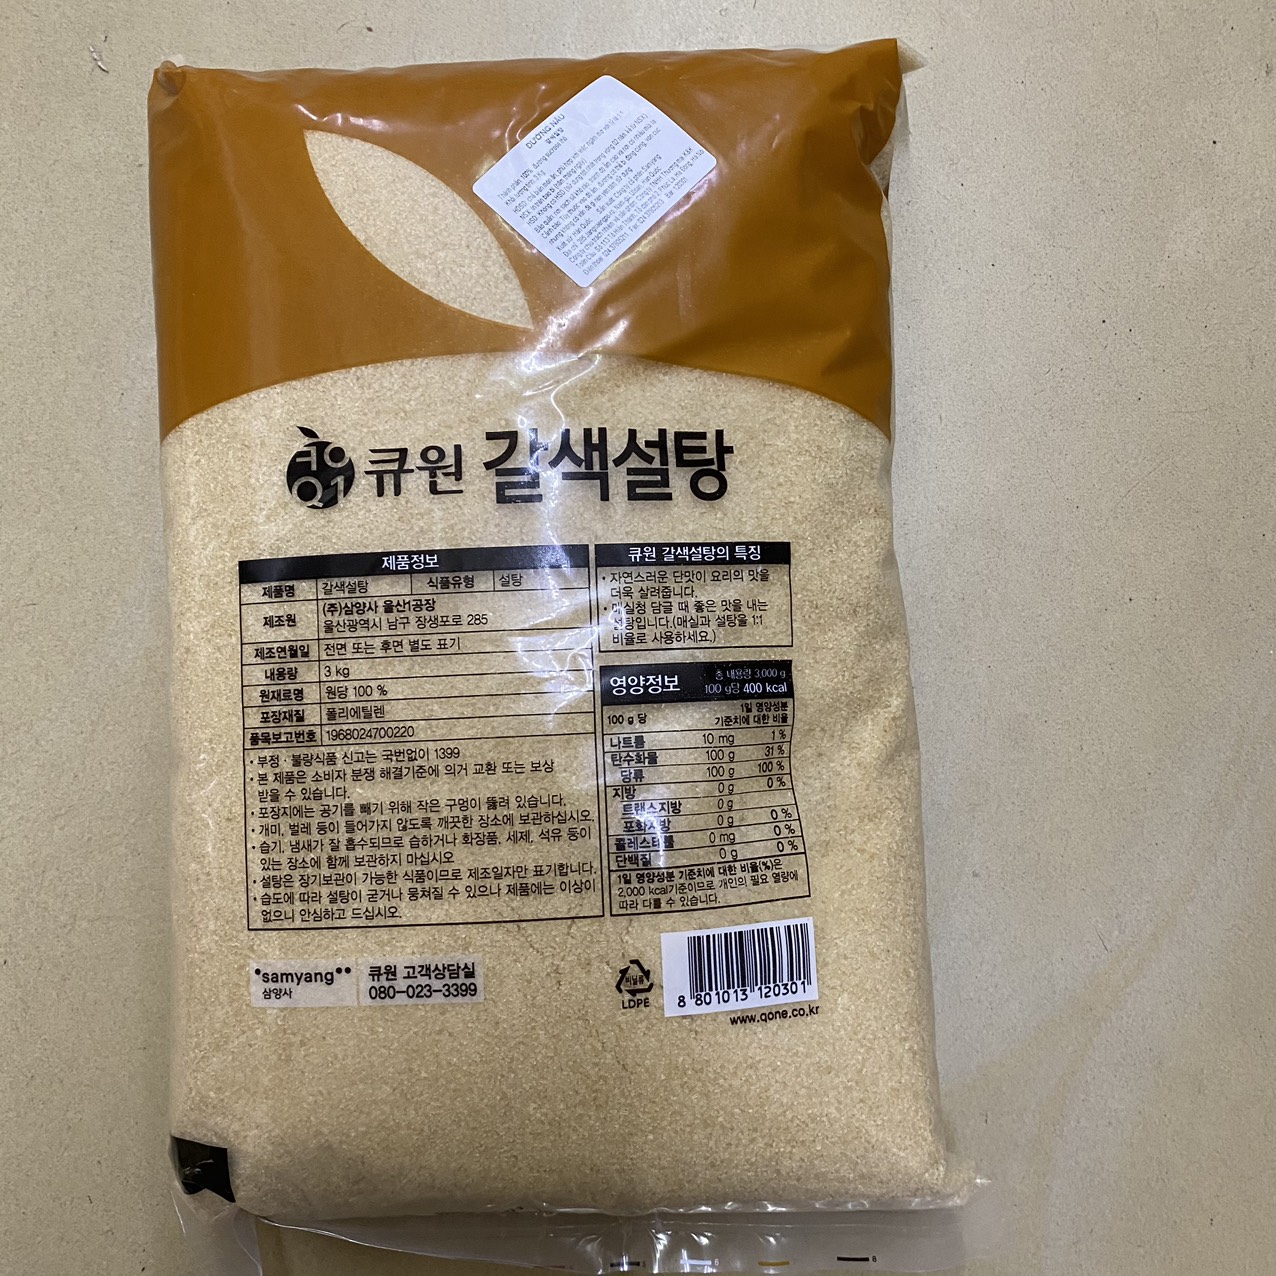 ĐƯỜNG NÂU
갈색설탕
Q1
큐원 갈색설탕
제품정보
제품명 갈색설탕 식품유형 설탕
제조원 (주)삼양사 울산1공장
울산광역시 남구 장생포로 285
제조연월일 전면 또는 후면 별도 표기
내용량 3 kg
원재료명 원당 100 %
포장재질 폴리에틸렌
품목보고번호 1968024700220
• 부정·불량식품 신고는 국번없이 1399
• 본 제품은 소비자 분쟁 해결기준에 의거 교환 또는 보상
받을 수 있습니다.
• 포장지에는 공기를 빼기 위해 작은 구멍이 뚫려 있습니다.
• 개미, 벌레 등이 들어가지 않도록 깨끗한 장소에 보관하십시오.
• 습기, 냄새가 잘 흡수되므로 습하거나 화장품, 세제, 석유 등이
있는 장소에 함께 보관하지 마십시오
• 설탕은 장기보관이 가능한 식품이므로 제조일자만 표기합니다.
• 습도에 따라 설탕이 굳거나 뭉쳐질 수 있으나 제품에는 이상이
없으니 안심하고 드십시오.
큐원 갈색설탕의 특징
• 자연스러운 단맛이 요리의 맛을
더욱 살려줍니다.
• 매실청 담글 때 좋은 맛을 내는
설탕입니다.(매실과 설탕을 1:1
비율로 사용하세요.)
영양정보
총 내용량 3,000 g
100 g당 400 kcal
100 g 당
1일 영양성분
기준치에 대한 비율
나트륨 10 mg 1 %
탄수화물 100 g 31 %
당류 100 g 100 %
지방 0 g 0 %
트랜스지방 0 g
포화지방 0 g 0 %
콜레스테롤 0 mg 0 %
단백질 0 g 0 %
1일 영양성분 기준치에 대한 비율(%)은
2,000 kcal기준이므로 개인의 필요 열량에
따라 다를 수 있습니다.
samyang
삼양사
큐원 고객상담실
080-023-3399
비닐류
LDPE
8 801013 120301
www.qone.co.kr